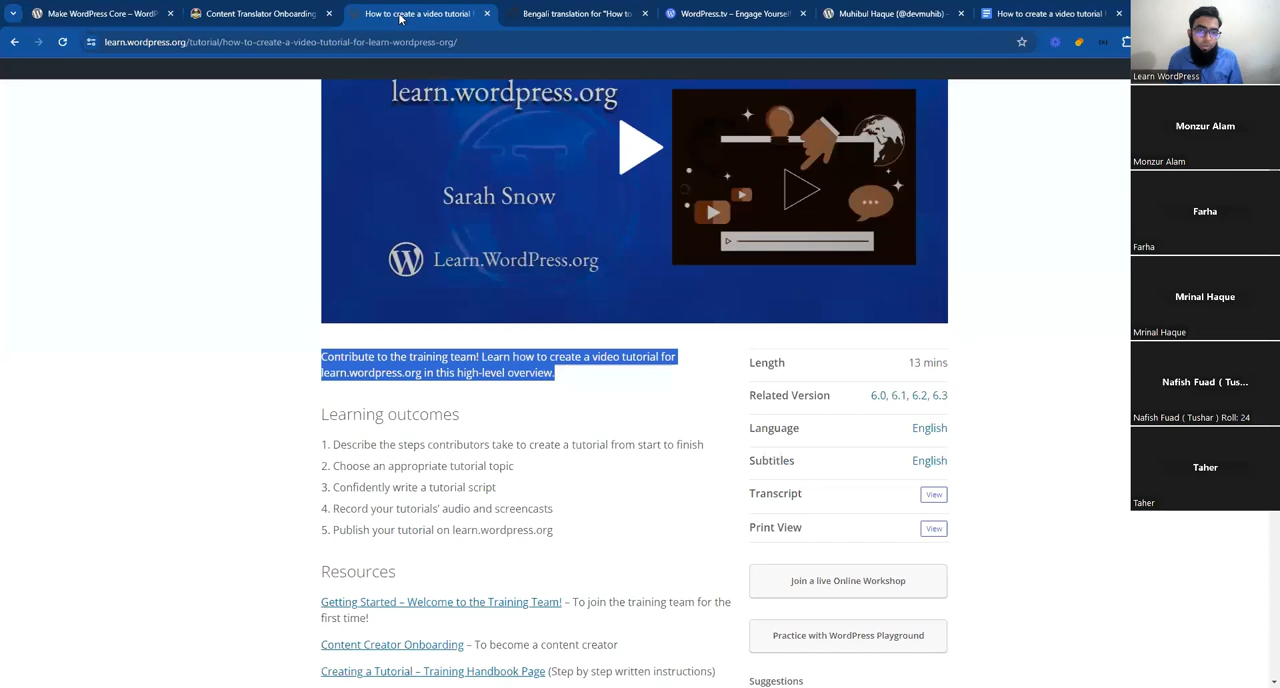 Make WordPress Core – WordP
Content Translator Onboarding
How to create a video tutorial
Bengali translation for "How to
WordPress.tv – Engage Yourself
Muhibul Haque (@devmuhib) –
How to create a video tutorial
learn.wordpress.org/tutorial/how-to-create-a-video-tutorial-for-learn-wordpress-org/
learn.wordpress.org
Sarah Snow
Learn.WordPress.org
Contribute to the training team! Learn how to create a video tutorial for
learn.wordpress.org in this high-level overview.
Learning outcomes
1. Describe the steps contributors take to create a tutorial from start to finish
2. Choose an appropriate tutorial topic
3. Confidently write a tutorial script
4. Record your tutorials' audio and screencasts
5. Publish your tutorial on learn.wordpress.org
Resources
Getting Started – Welcome to the Training Team! – To join the training team for the
first time!
Content Creator Onboarding – To become a content creator
Creating a Tutorial – Training Handbook Page (Step by step written instructions)
Length 13 mins
Related Version 6.0, 6.1, 6.2, 6.3
Language English
Subtitles English
Transcript View
Print View View
Join a live Online Workshop
Practice with WordPress Playground
Suggestions
Learn WordPress
Monzur Alam
Monzur Alam
Farha
Farha
Mrinal Haque
Mrinal Haque
Nafish Fuad ( Tus...
Nafish Fuad ( Tushar ) Roll: 24
Taher
Taher